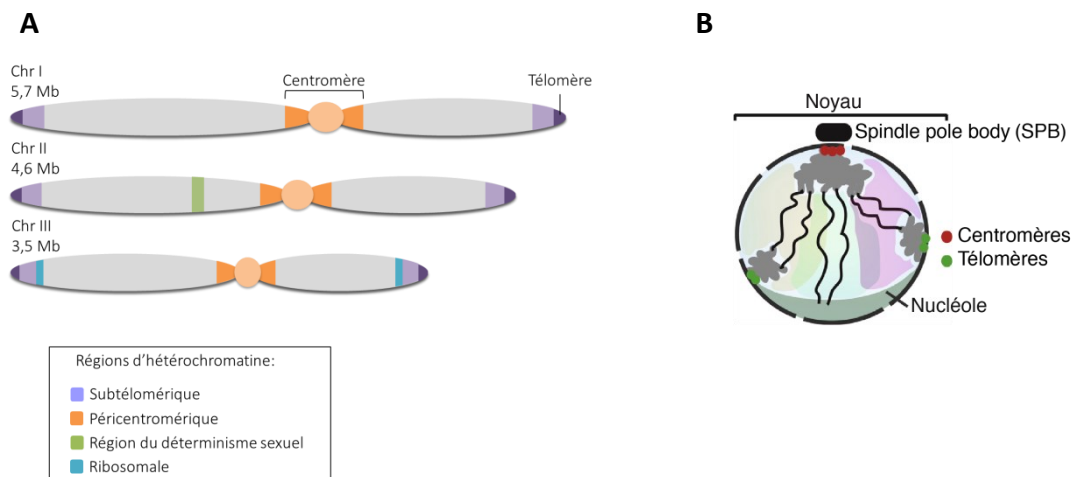 A
Chr I
5,7 Mb
Centromère
Télomère
Chr II
4,6 Mb
Chr III
3,5 Mb
Régions d'hétérochromatine:
Subtélomérique
Péricentromérique
Région du déterminisme sexuel
Ribosomale
B
Noyau
Spindle pole body (SPB)
Centromères
Télomères
Nucléole